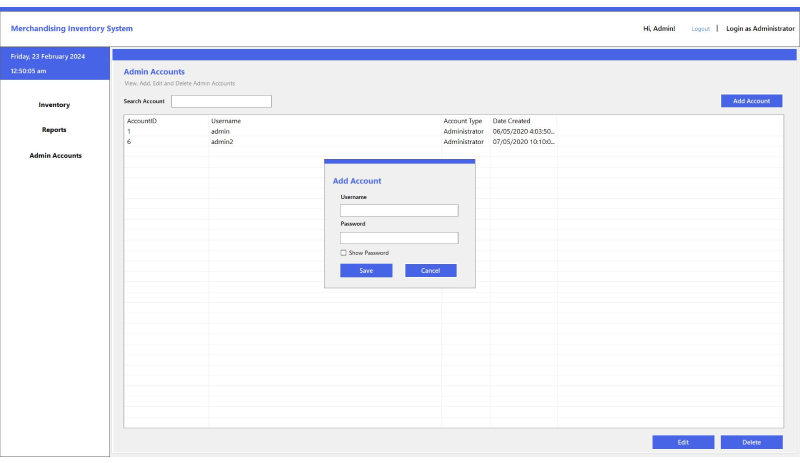 Merchandising Inventory System
Hi, Admin! Logout | Login as Administrator
Friday, 23 February 2024
12:50:05 am
Inventory
Reports
Admin Accounts
Admin Accounts
View, Add, Edit and Delete Admin Accounts
Search Account
Add Account
AccountID Username Account Type Date Created
1 admin Administrator 06/05/2020 4:03:50...
6 admin2 Administrator 07/05/2020 10:10:0...
Add Account
Username
Password
Show Password
Save Cancel
Edit Delete